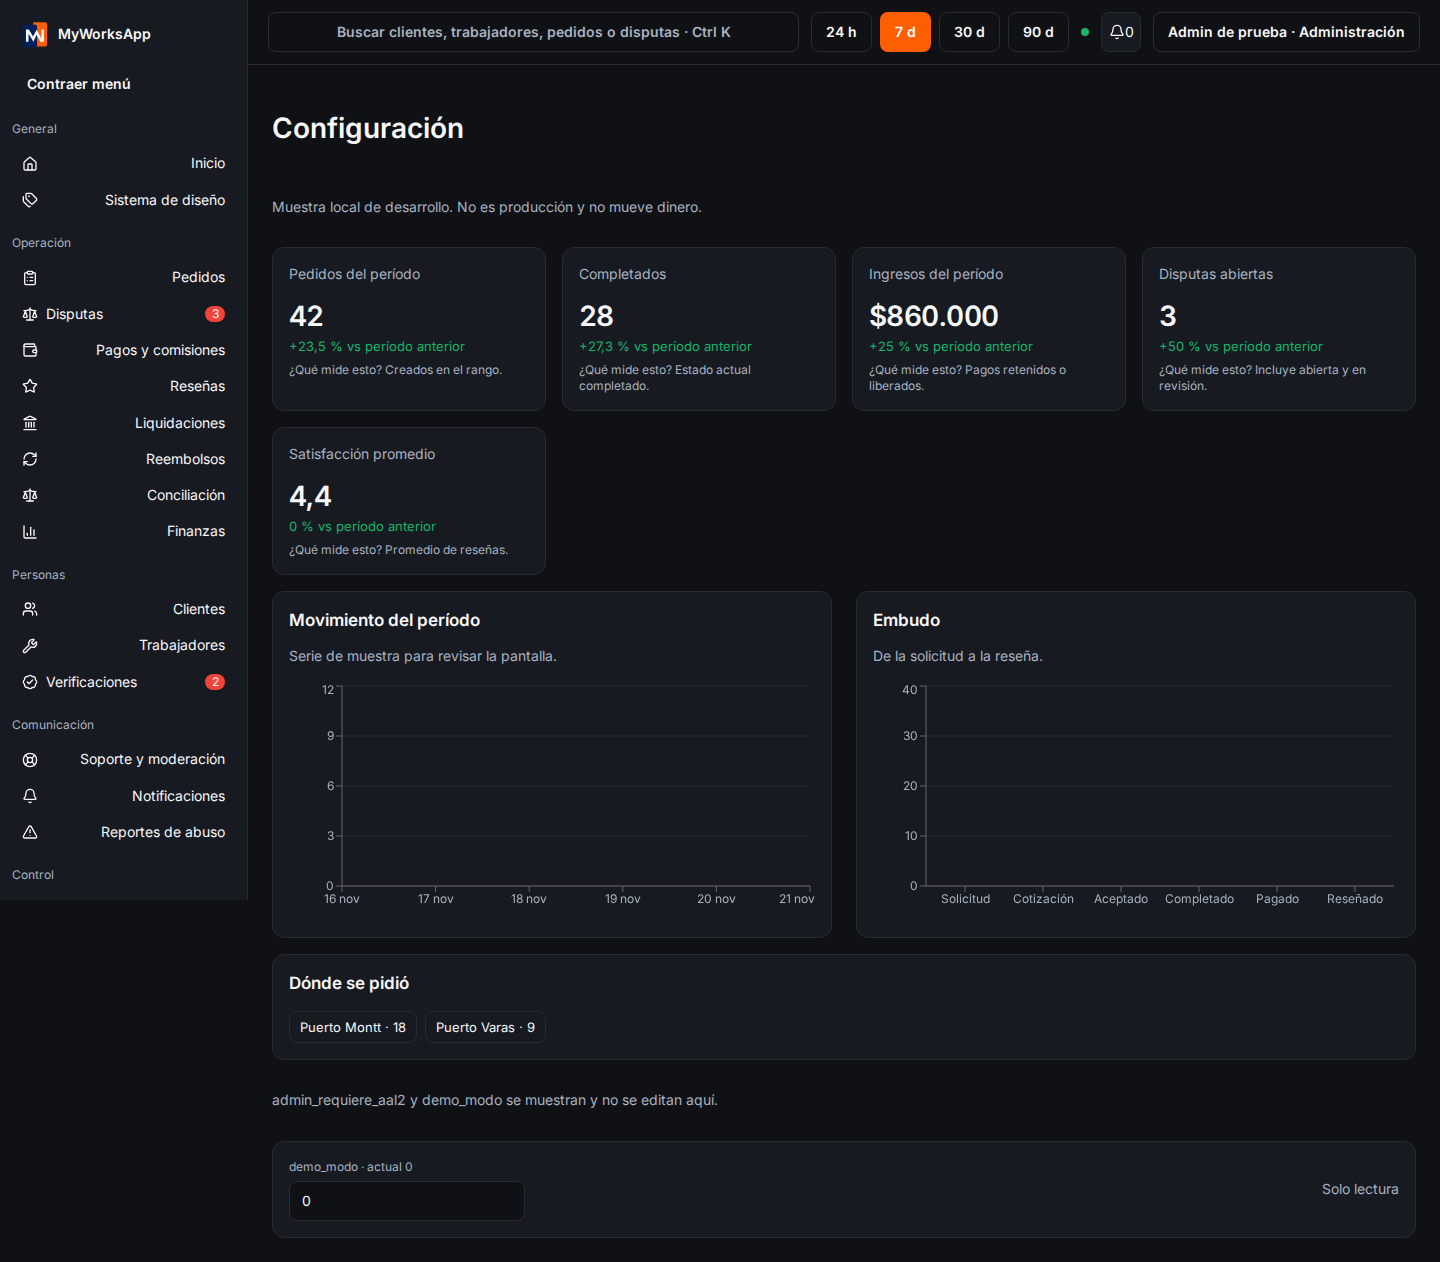 MyWorksApp
Contraer menú
General
Inicio
Sistema de diseño
Operación
Pedidos
Disputas 3
Pagos y comisiones
Reseñas
Liquidaciones
Reembolsos
Conciliación
Finanzas
Personas
Clientes
Trabajadores
Verificaciones 2
Comunicación
Soporte y moderación
Notificaciones
Reportes de abuso
Control
Buscar clientes, trabajadores, pedidos o disputas · Ctrl K
24 h
7 d
30 d
90 d
0
Admin de prueba · Administración
Configuración
Muestra local de desarrollo. No es producción y no mueve dinero.
Pedidos del período
42
+23,5 % vs período anterior
¿Qué mide esto? Creados en el rango.
Completados
28
+27,3 % vs período anterior
¿Qué mide esto? Estado actual
completado.
Ingresos del período
$860.000
+25 % vs período anterior
¿Qué mide esto? Pagos retenidos o
liberados.
Disputas abiertas
3
+50 % vs período anterior
¿Qué mide esto? Incluye abierta y en
revisión.
Satisfacción promedio
4,4
0 % vs período anterior
¿Qué mide esto? Promedio de reseñas.
Movimiento del período
Serie de muestra para revisar la pantalla.
12
9
6
3
0
16 nov 17 nov 18 nov 19 nov 20 nov 21 nov
Embudo
De la solicitud a la reseña.
40
30
20
10
0
Solicitud Cotización Aceptado Completado Pagado Reseñado
Dónde se pidió
Puerto Montt · 18
Puerto Varas · 9
admin_requiere_aal2 y demo_modo se muestran y no se editan aquí.
demo_modo · actual 0
0
Solo lectura